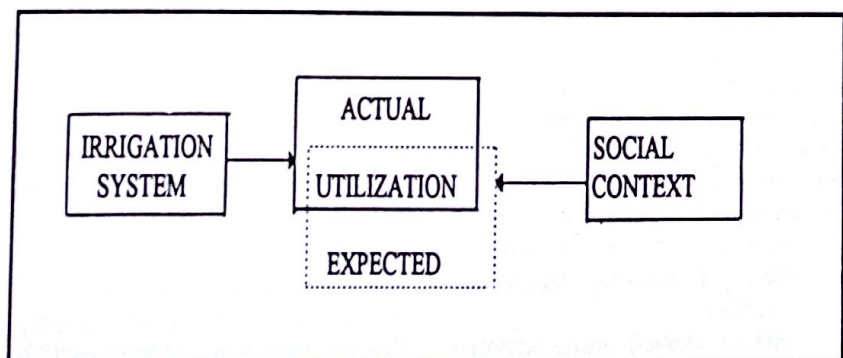 ACTUAL
IRRIGATION
SYSTEM
UTILIZATION
SOCIAL
CONTEXT
EXPECTED